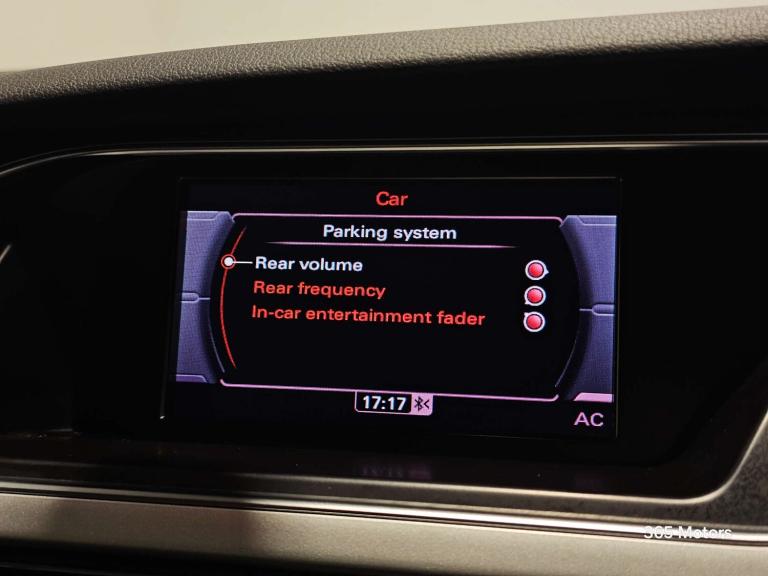 Car
Parking system
Rear volume
Rear frequency
In-car entertainment fader
17:17
AC
365 Motors